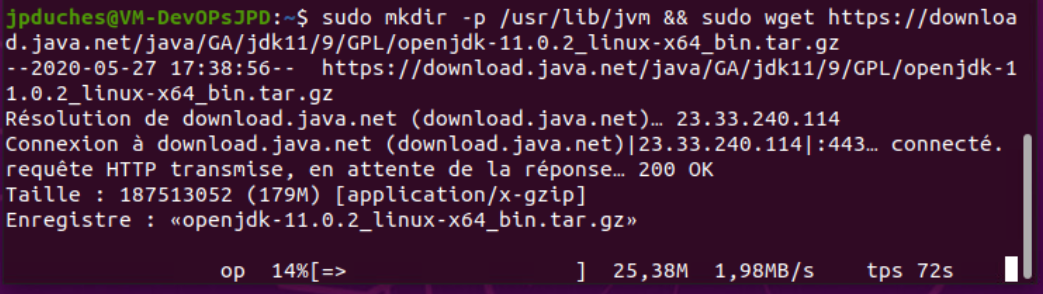 jpduches@VM-DevOPsJPD:~$ sudo mkdir -p /usr/lib/jvm && sudo wget https://downloa
d.java.net/java/GA/jdk11/9/GPL/openjdk-11.0.2_linux-x64_bin.tar.gz
--2020-05-27 17:38:56--  https://download.java.net/java/GA/jdk11/9/GPL/openjdk-1
1.0.2_linux-x64_bin.tar.gz
Résolution de download.java.net (download.java.net)… 23.33.240.114
Connexion à download.java.net (download.java.net)|23.33.240.114|:443… connecté.
requête HTTP transmise, en attente de la réponse… 200 OK
Taille : 187513052 (179M) [application/x-gzip]
Enregistre : «openjdk-11.0.2_linux-x64_bin.tar.gz»
op  14%[=>                  ]  25,38M  1,98MB/s    tps 72s